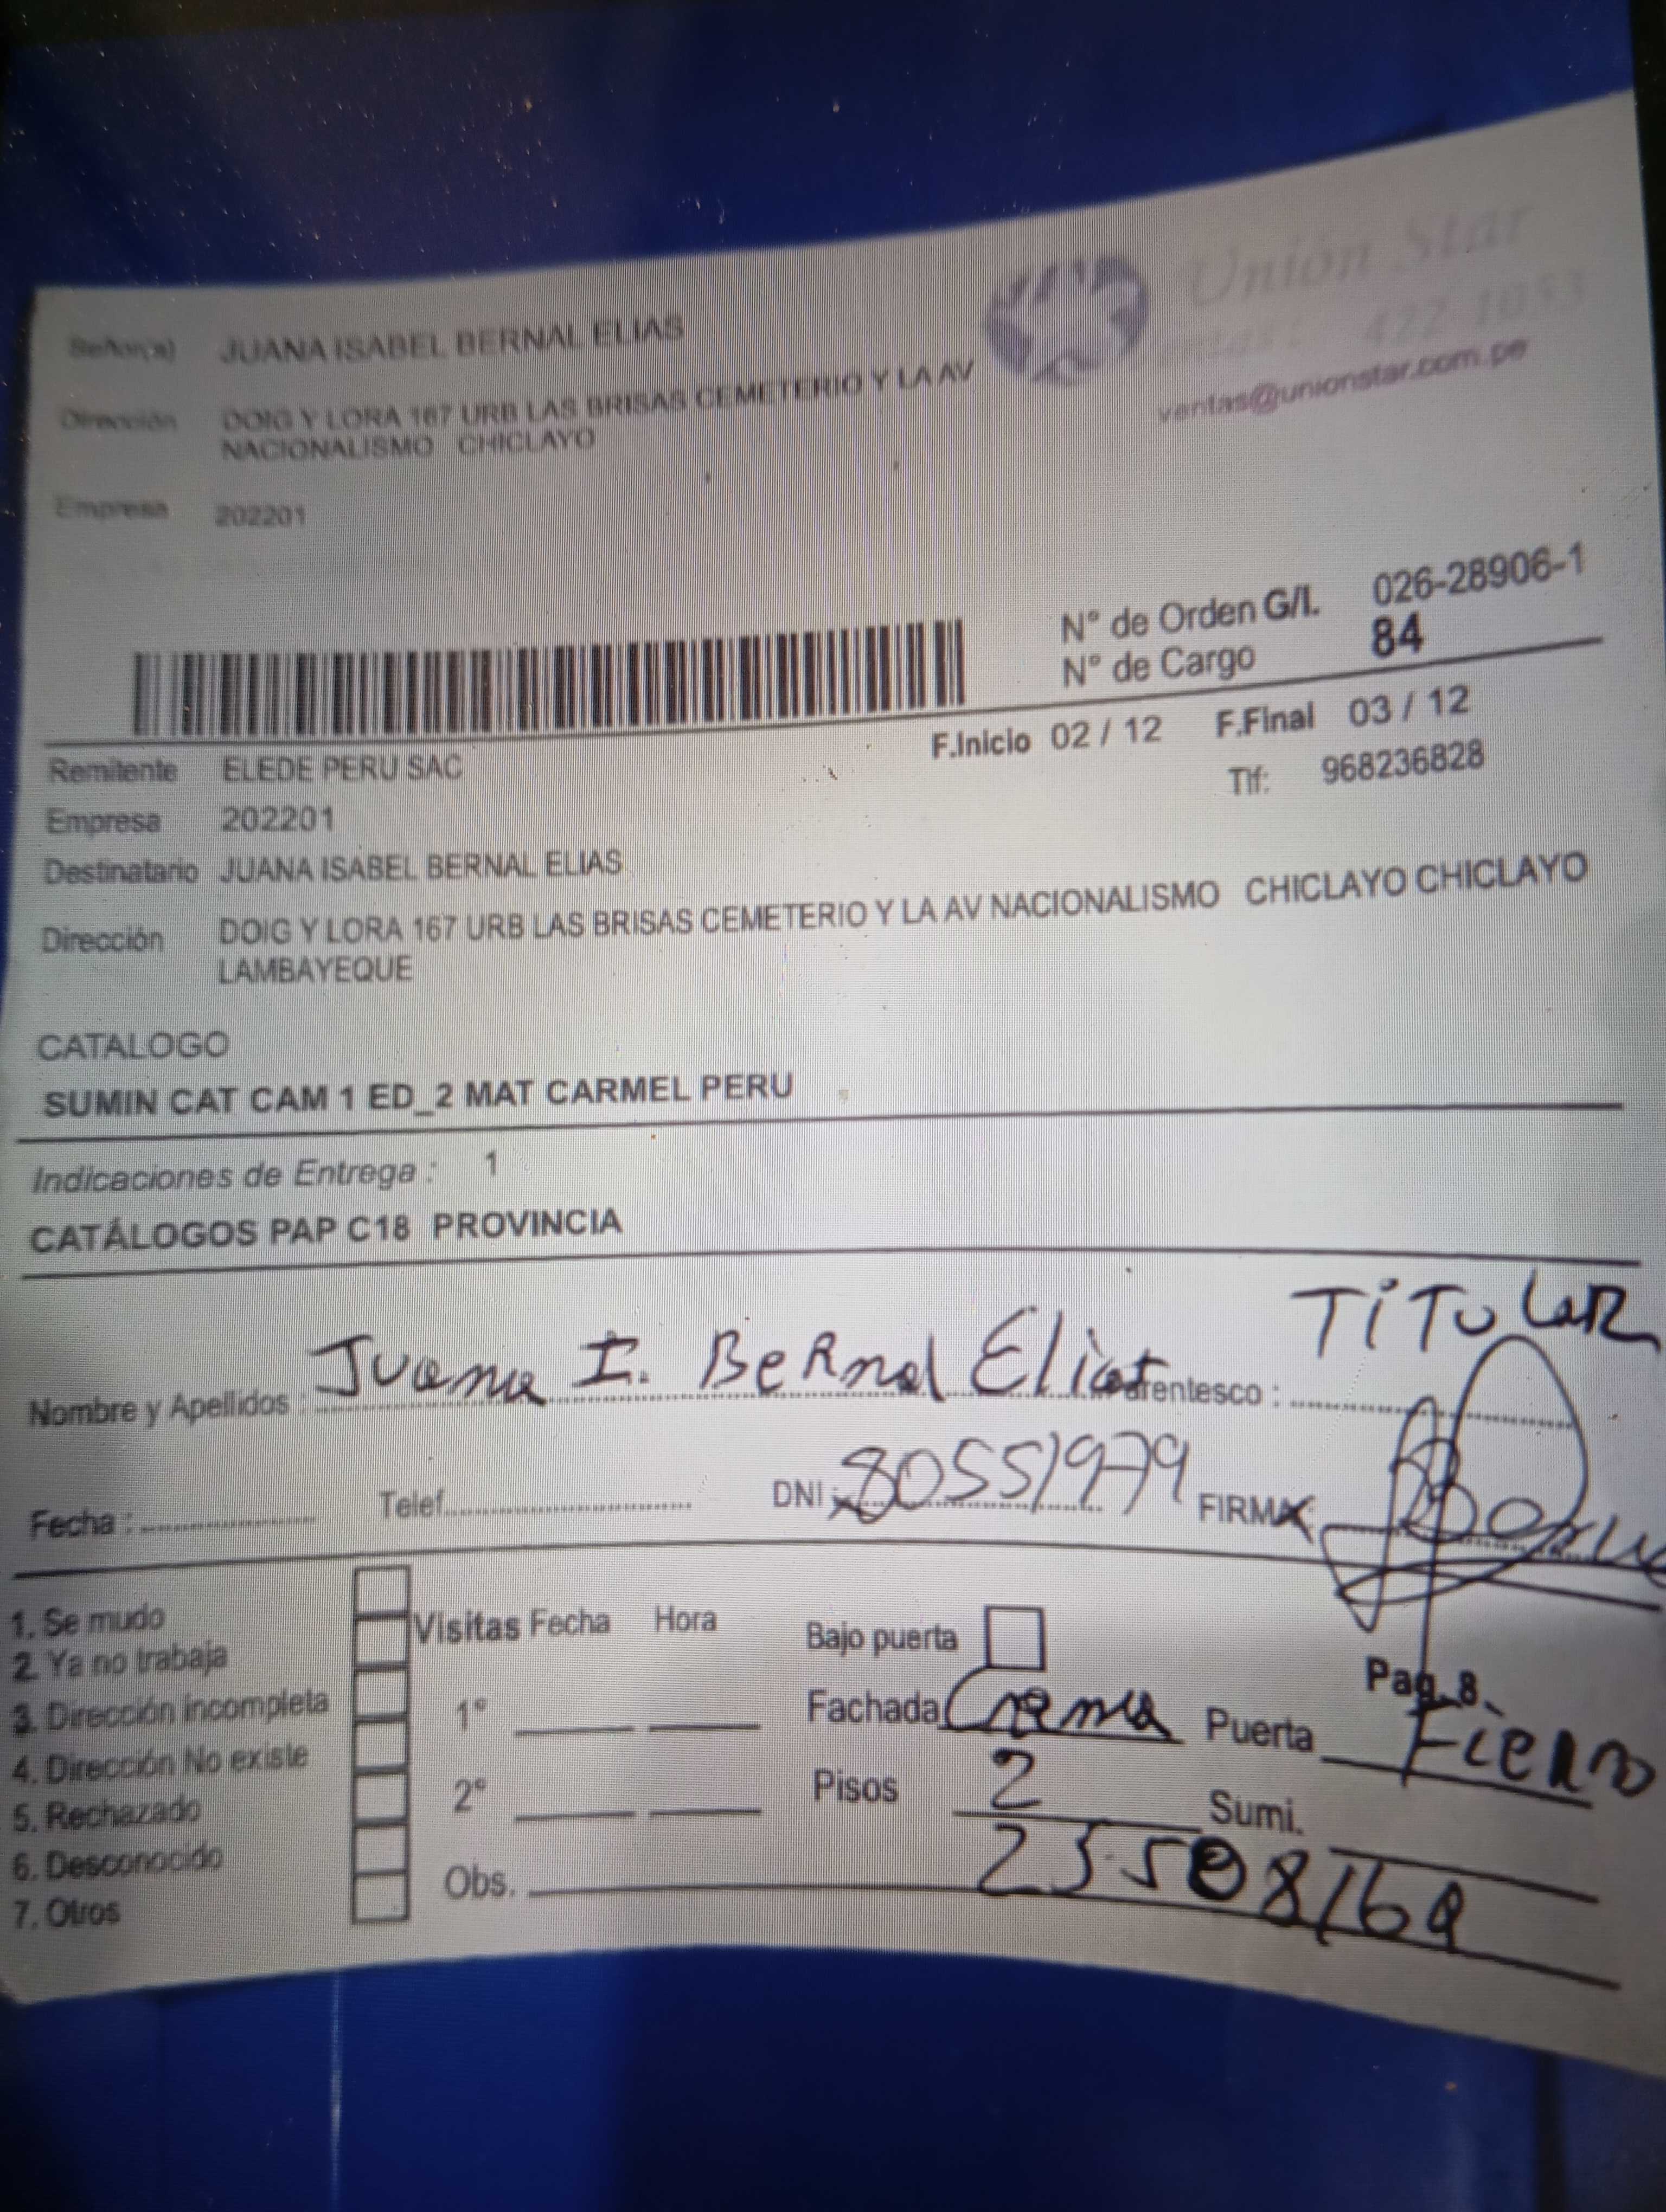 Señor(a) JUANA ISABEL BERNAL ELIAS
Unión Star
422 1053
ventas@unionstar.com.pe
Dirección DOIG Y LORA 167 URB LAS BRISAS CEMETERIO Y LA AV
NACIONALISMO CHICLAYO
Empresa 202201
N° de Orden G/I. 026-28906-1
N° de Cargo 84
F.Inicio 02 / 12 F.Final 03 / 12
Remitente ELEDE PERU SAC
Tlf: 968236828
Empresa 202201
Destinatario JUANA ISABEL BERNAL ELIAS
Dirección DOIG Y LORA 167 URB LAS BRISAS CEMETERIO Y LA AV NACIONALISMO CHICLAYO CHICLAYO
LAMBAYEQUE
CATALOGO
SUMIN CAT CAM 1 ED_2 MAT CARMEL PERU
Indicaciones de Entrega : 1
CATÁLOGOS PAP C18 PROVINCIA
TiTuLaR
Nombre y Apellidos : Juana I. BeRnal Elias Parentesco :
Fecha : Telef. DNI : 80551979 FIRMA:
1. Se mudo
2. Ya no trabaja
3. Dirección incompleta
4. Dirección No existe
5. Rechazado
6. Desconocido
7. Otros
Visitas Fecha Hora
1°
2°
Obs. 23508169
Bajo puerta
Pag. 8.
Fachada Crema Puerta Fierro
Pisos 2 Sumi.